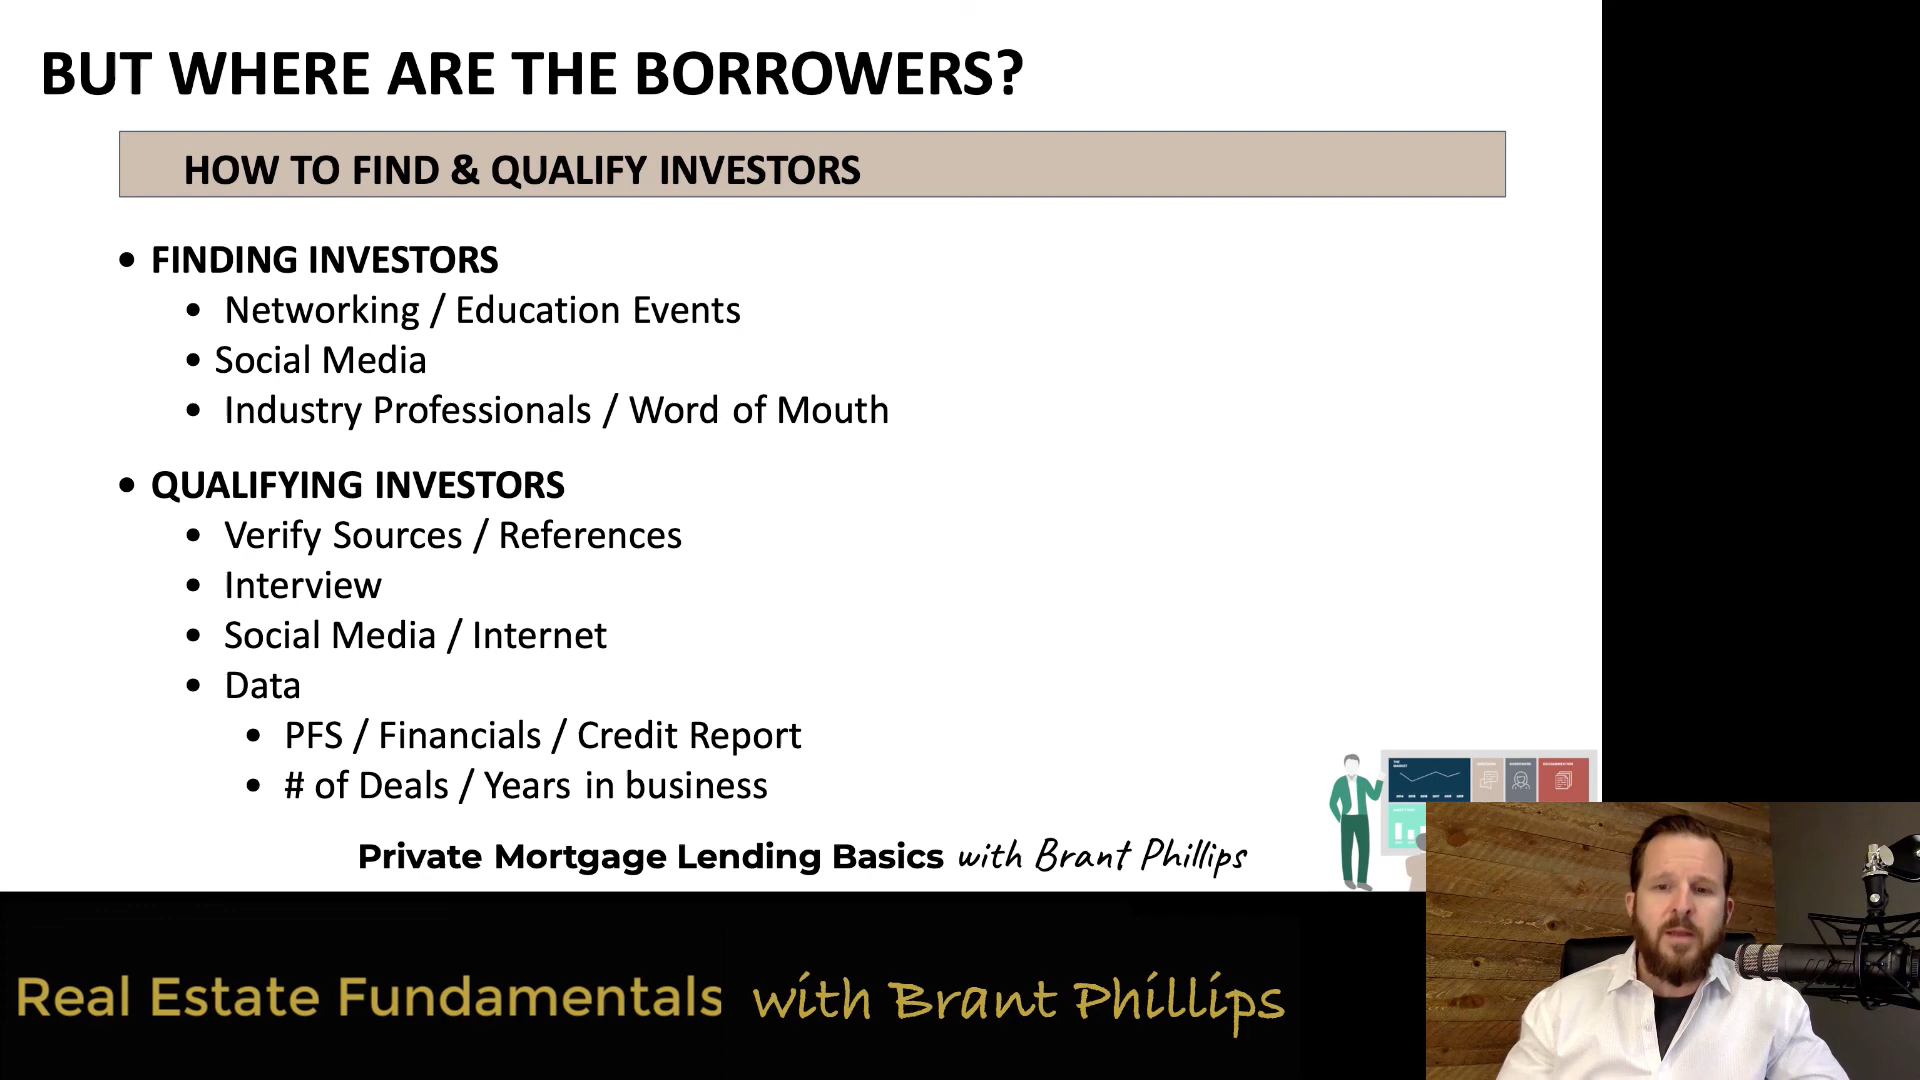 BUT WHERE ARE THE BORROWERS?
HOW TO FIND & QUALIFY INVESTORS
• FINDING INVESTORS
• Networking / Education Events
• Social Media
• Industry Professionals / Word of Mouth
• QUALIFYING INVESTORS
• Verify Sources / References
• Interview
• Social Media / Internet
• Data
• PFS / Financials / Credit Report
• # of Deals / Years in business
Private Mortgage Lending Basics with Brant Phillips
Real Estate Fundamentals with Brant Phillips